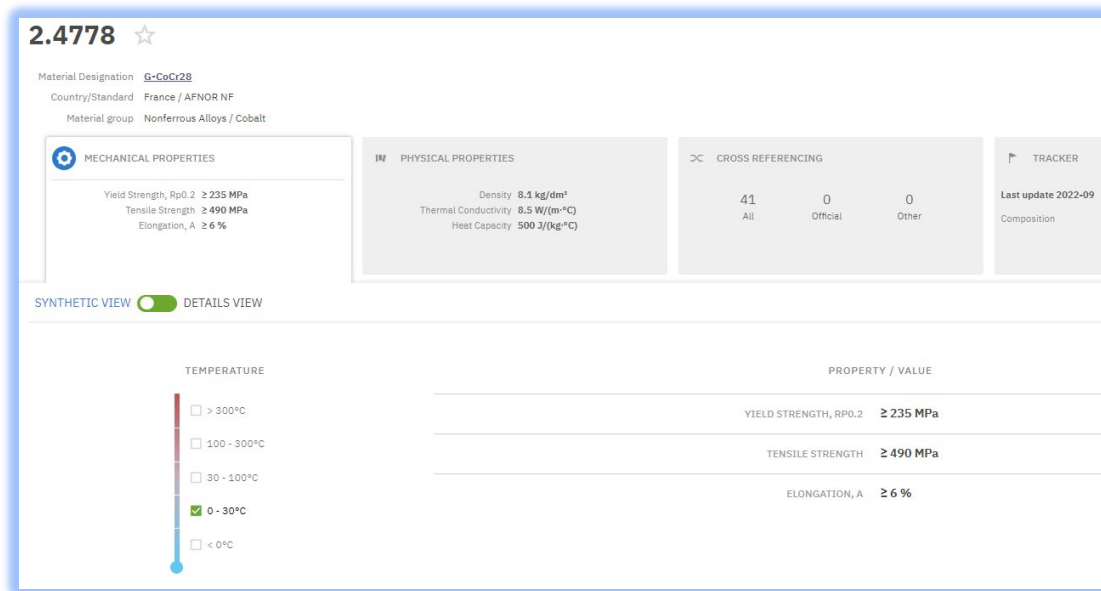 2.4778
Material Designation G-CoCr28
Country/Standard France / AFNOR NF
Material group Nonferrous Alloys / Cobalt
MECHANICAL PROPERTIES
Yield Strength, Rp0.2 ≥ 235 MPa
Tensile Strength ≥ 490 MPa
Elongation, A ≥ 6 %
PHYSICAL PROPERTIES
Density 8.1 kg/dm³
Thermal Conductivity 8.5 W/(m·°C)
Heat Capacity 500 J/(kg·°C)
CROSS REFERENCING
41 0 0
All Official Other
TRACKER
Last update 2022-09
Composition
SYNTHETIC VIEW DETAILS VIEW
TEMPERATURE
> 300°C
100 - 300°C
30 - 100°C
0 - 30°C
< 0°C
PROPERTY / VALUE
YIELD STRENGTH, RP0.2 ≥ 235 MPa
TENSILE STRENGTH ≥ 490 MPa
ELONGATION, A ≥ 6 %